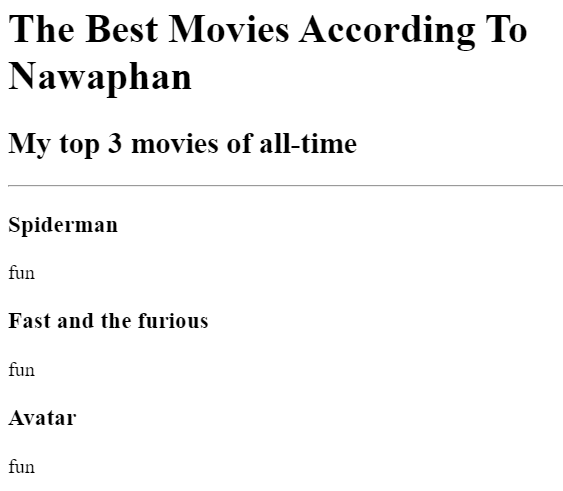 The Best Movies According To
Nawaphan
My top 3 movies of all-time
Spiderman
fun
Fast and the furious
fun
Avatar
fun